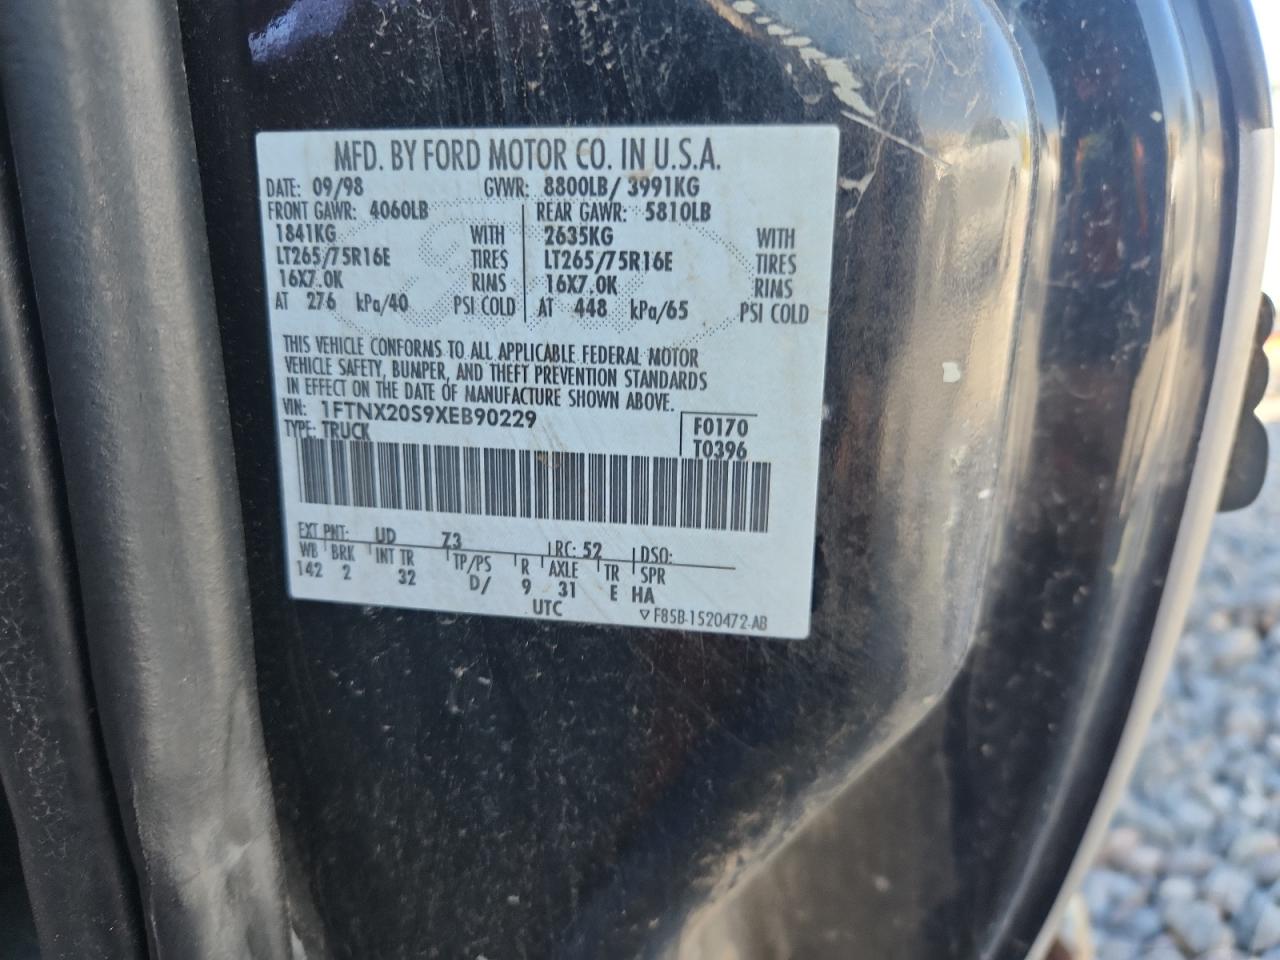 MFD. BY FORD MOTOR CO. IN U.S.A.
DATE: 09/98 GVWR: 8800LB/ 3991KG
FRONT GAWR: 4060LB REAR GAWR: 5810LB
1841KG WITH 2635KG WITH
LT265/75R16E TIRES LT265/75R16E TIRES
16X7.0K RIMS 16X7.0K RIMS
AT 276 kPa/40 PSI COLD AT 448 kPa/65 PSI COLD
THIS VEHICLE CONFORMS TO ALL APPLICABLE FEDERAL MOTOR
VEHICLE SAFETY, BUMPER, AND THEFT PREVENTION STANDARDS
IN EFFECT ON THE DATE OF MANUFACTURE SHOWN ABOVE.
VIN: 1FTNX20S9XEB90229 F0170
TYPE: TRUCK T0396
EXT PNT: UD Z3 RC: 52 DSO:
WB BRK INT TR TP/PS R AXLE TR SPR
142 2 32 D/ 9 31 E HA
UTC ▽ F85B-1520472-AB